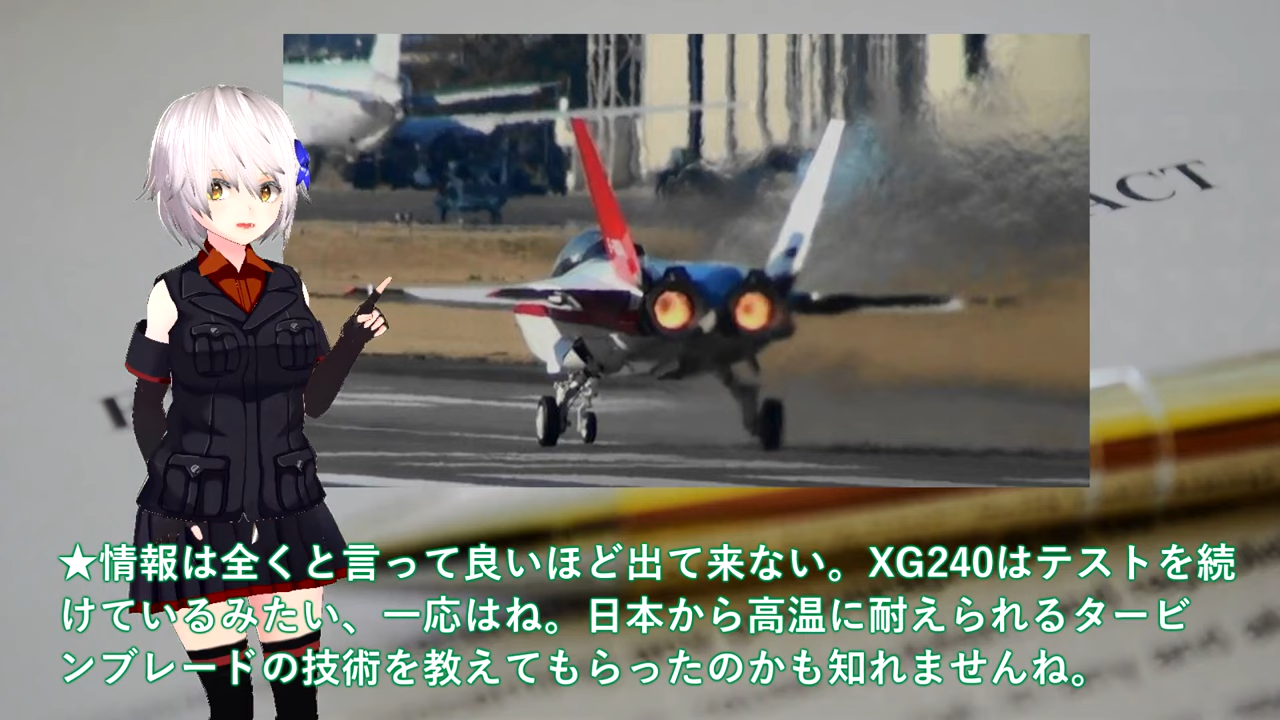 ACT
★情報は全くと言って良いほど出て来ない。XG240はテストを続
けているみたい、一応はね。日本から高温に耐えられるタービ
ンブレードの技術を教えてもらったのかも知れませんね。